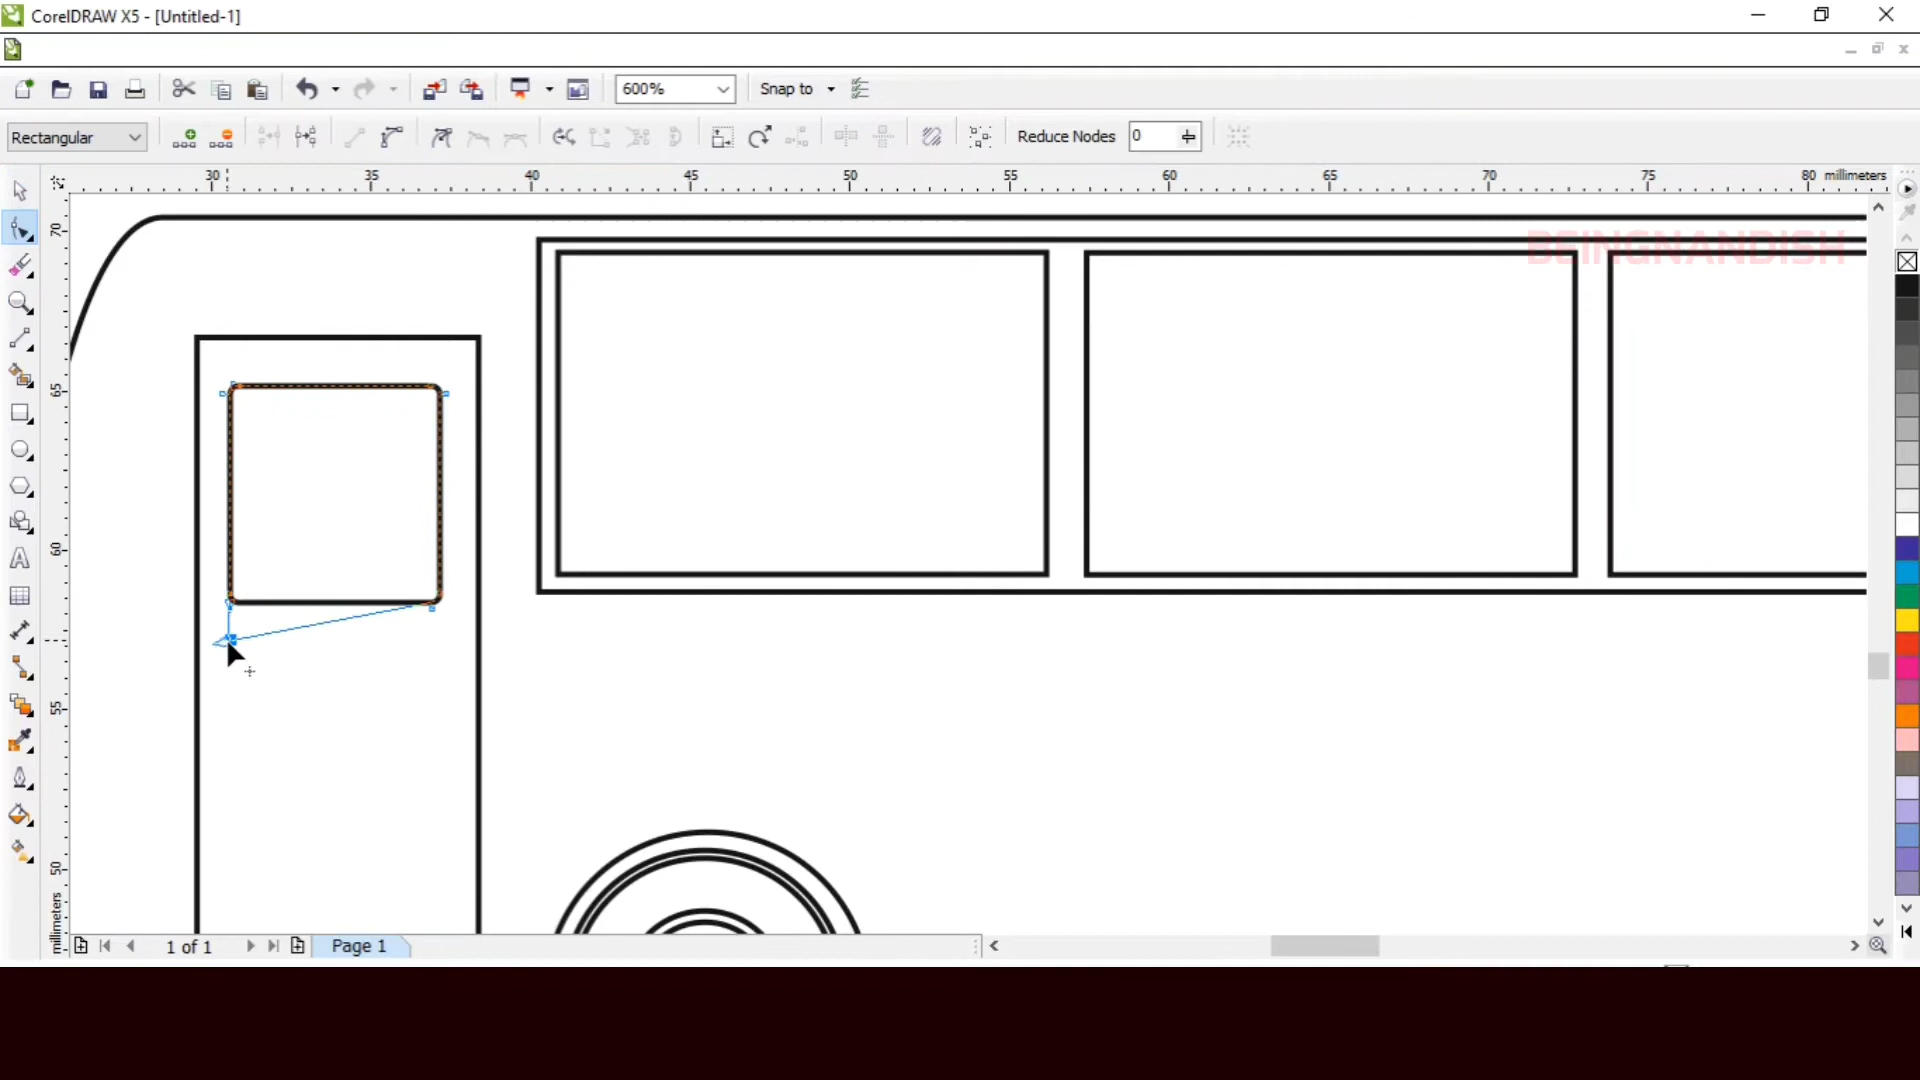 CorelDRAW X5 - [Untitled-1]
600%
Snap to
Rectangular
Reduce Nodes
0
30 35 40 45 50 55 60 65 70 75 80 millimeters
70
BEINGNANDISH
65
60
55
50
millimeters
1 of 1
Page 1